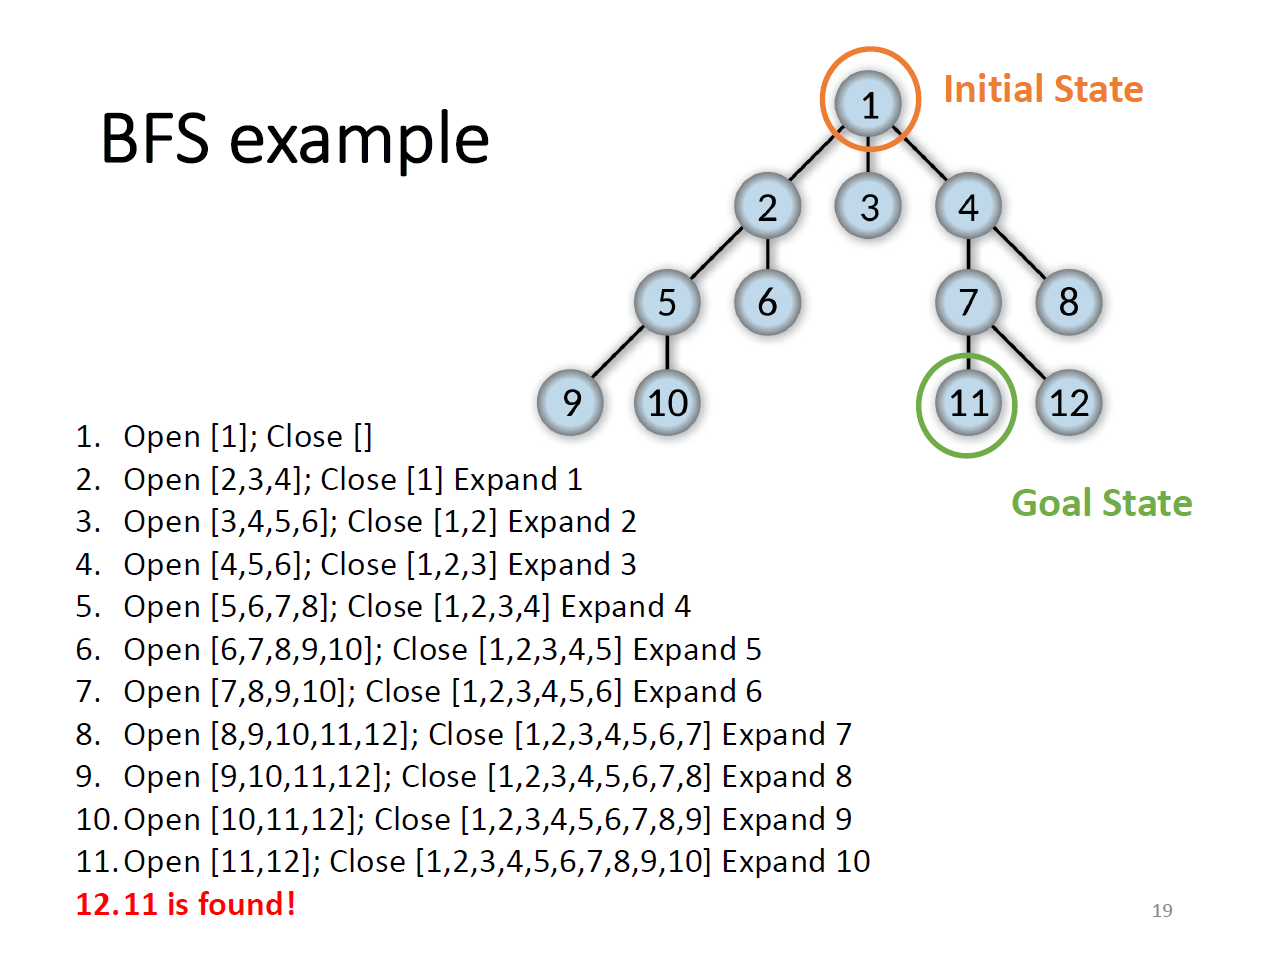 BFS example
Initial State
1
2 3 4
5 6 7 8
9 10 11 12
Goal State
1. Open [1]; Close []
2. Open [2,3,4]; Close [1] Expand 1
3. Open [3,4,5,6]; Close [1,2] Expand 2
4. Open [4,5,6]; Close [1,2,3] Expand 3
5. Open [5,6,7,8]; Close [1,2,3,4] Expand 4
6. Open [6,7,8,9,10]; Close [1,2,3,4,5] Expand 5
7. Open [7,8,9,10]; Close [1,2,3,4,5,6] Expand 6
8. Open [8,9,10,11,12]; Close [1,2,3,4,5,6,7] Expand 7
9. Open [9,10,11,12]; Close [1,2,3,4,5,6,7,8] Expand 8
10. Open [10,11,12]; Close [1,2,3,4,5,6,7,8,9] Expand 9
11. Open [11,12]; Close [1,2,3,4,5,6,7,8,9,10] Expand 10
12. 11 is found!
19